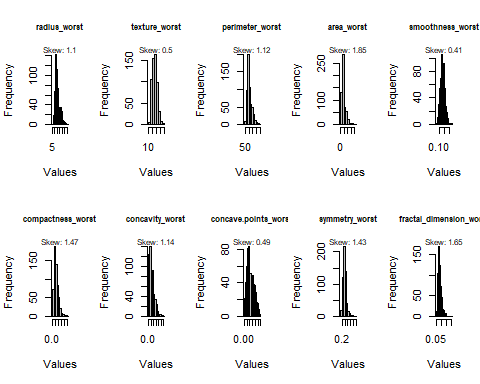 radius_worst
Skew: 1.1
Frequency
0 40 100
5
Values
texture_worst
Skew: 0.5
Frequency
0 50 150
10
Values
perimeter_worst
Skew: 1.12
Frequency
0 50 150
50
Values
area_worst
Skew: 1.85
Frequency
0 100 250
0
Values
smoothness_worst
Skew: 0.41
Frequency
0 40 80
0.10
Values
compactness_worst
Skew: 1.47
Frequency
0 50 150
0.0
Values
concavity_worst
Skew: 1.14
Frequency
0 40 100
0.0
Values
concave.points_wors
Skew: 0.49
Frequency
0 40 80
0.00
Values
symmetry_worst
Skew: 1.43
Frequency
0 100 200
0.2
Values
fractal_dimension_wo
Skew: 1.65
Frequency
0 50 150
0.05
Values